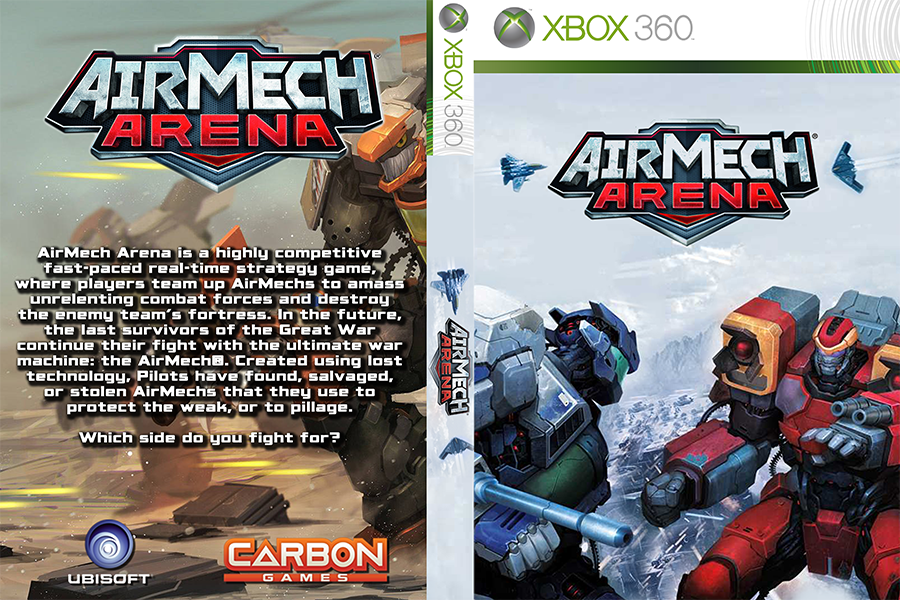 AIRMECH®
ARENA
AirMech Arena is a highly competitive
fast-paced real-time strategy game,
where players team up AirMechs to amass
unrelenting combat forces and destroy
the enemy team's fortress. In the future,
the last survivors of the Great War
continue their fight with the ultimate war
machine: the AirMech®. Created using lost
technology, Pilots have found, salvaged,
or stolen AirMechs that they use to
protect the weak, or to pillage.
Which side do you fight for?
UBISOFT
CARBON
GAMES
XBOX 360
AIRMECH
ARENA
XBOX 360
AIRMECH®
ARENA